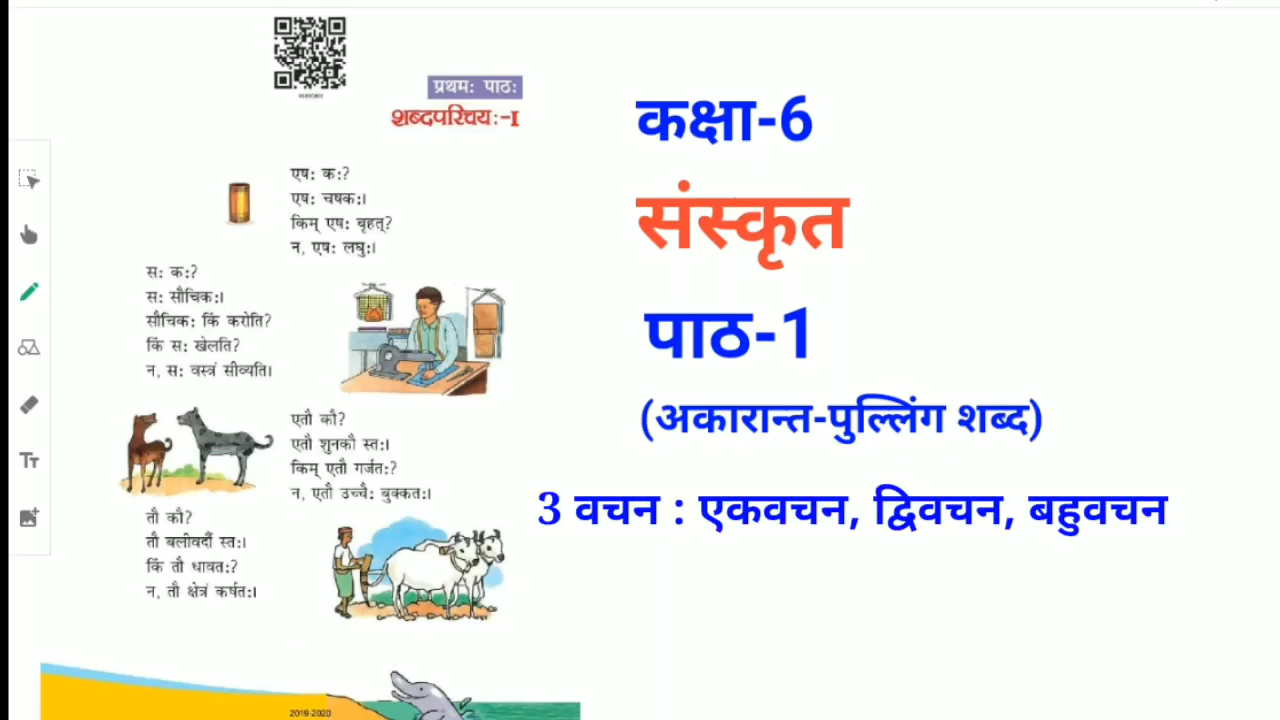 प्रथमः पाठः
शब्दपरिचयः-I
एषः कः?
एषः चषकः।
किम् एषः बृहत्?
न, एषः लघुः।
सः कः?
सः सौचिकः।
सौचिकः किं करोति?
किं सः खेलति?
न, सः वस्त्रं सीव्यति।
एतौ कौ?
एतौ शुनकौ स्तः।
किम् एतौ गर्जतः?
न, एतौ उच्चैः बुक्कतः।
तौ कौ?
तौ बलीवर्दौ स्तः।
किं तौ धावतः?
न, तौ क्षेत्रं कर्षतः।
2019-2020
कक्षा-6
संस्कृत
पाठ-1
(अकारान्त-पुल्लिंग शब्द)
3 वचन : एकवचन, द्विवचन, बहुवचन
TT